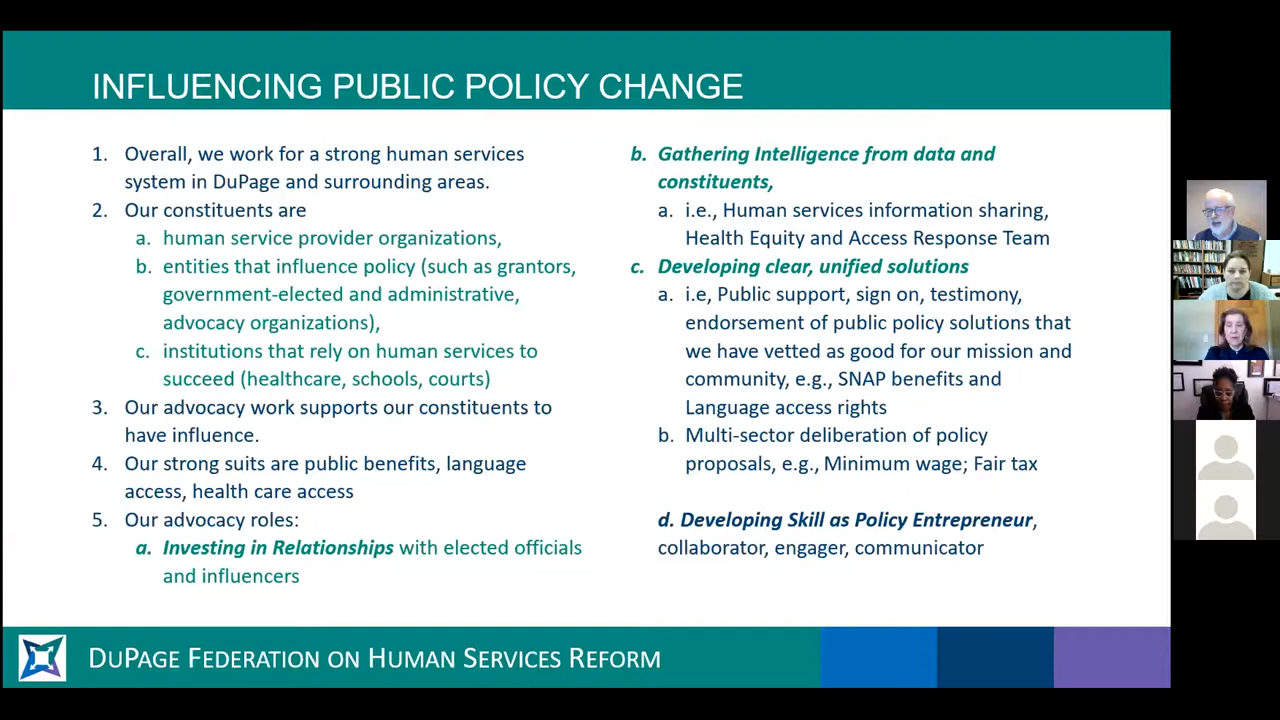 INFLUENCING PUBLIC POLICY CHANGE
1. Overall, we work for a strong human services
system in DuPage and surrounding areas.
2. Our constituents are
a. human service provider organizations,
b. entities that influence policy (such as grantors,
government-elected and administrative,
advocacy organizations),
c. institutions that rely on human services to
succeed (healthcare, schools, courts)
3. Our advocacy work supports our constituents to
have influence.
4. Our strong suits are public benefits, language
access, health care access
5. Our advocacy roles:
a. Investing in Relationships with elected officials
and influencers
b. Gathering Intelligence from data and
constituents,
a. i.e., Human services information sharing,
Health Equity and Access Response Team
c. Developing clear, unified solutions
a. i.e, Public support, sign on, testimony,
endorsement of public policy solutions that
we have vetted as good for our mission and
community, e.g., SNAP benefits and
Language access rights
b. Multi-sector deliberation of policy
proposals, e.g., Minimum wage; Fair tax
d. Developing Skill as Policy Entrepreneur,
collaborator, engager, communicator
DUPAGE FEDERATION ON HUMAN SERVICES REFORM